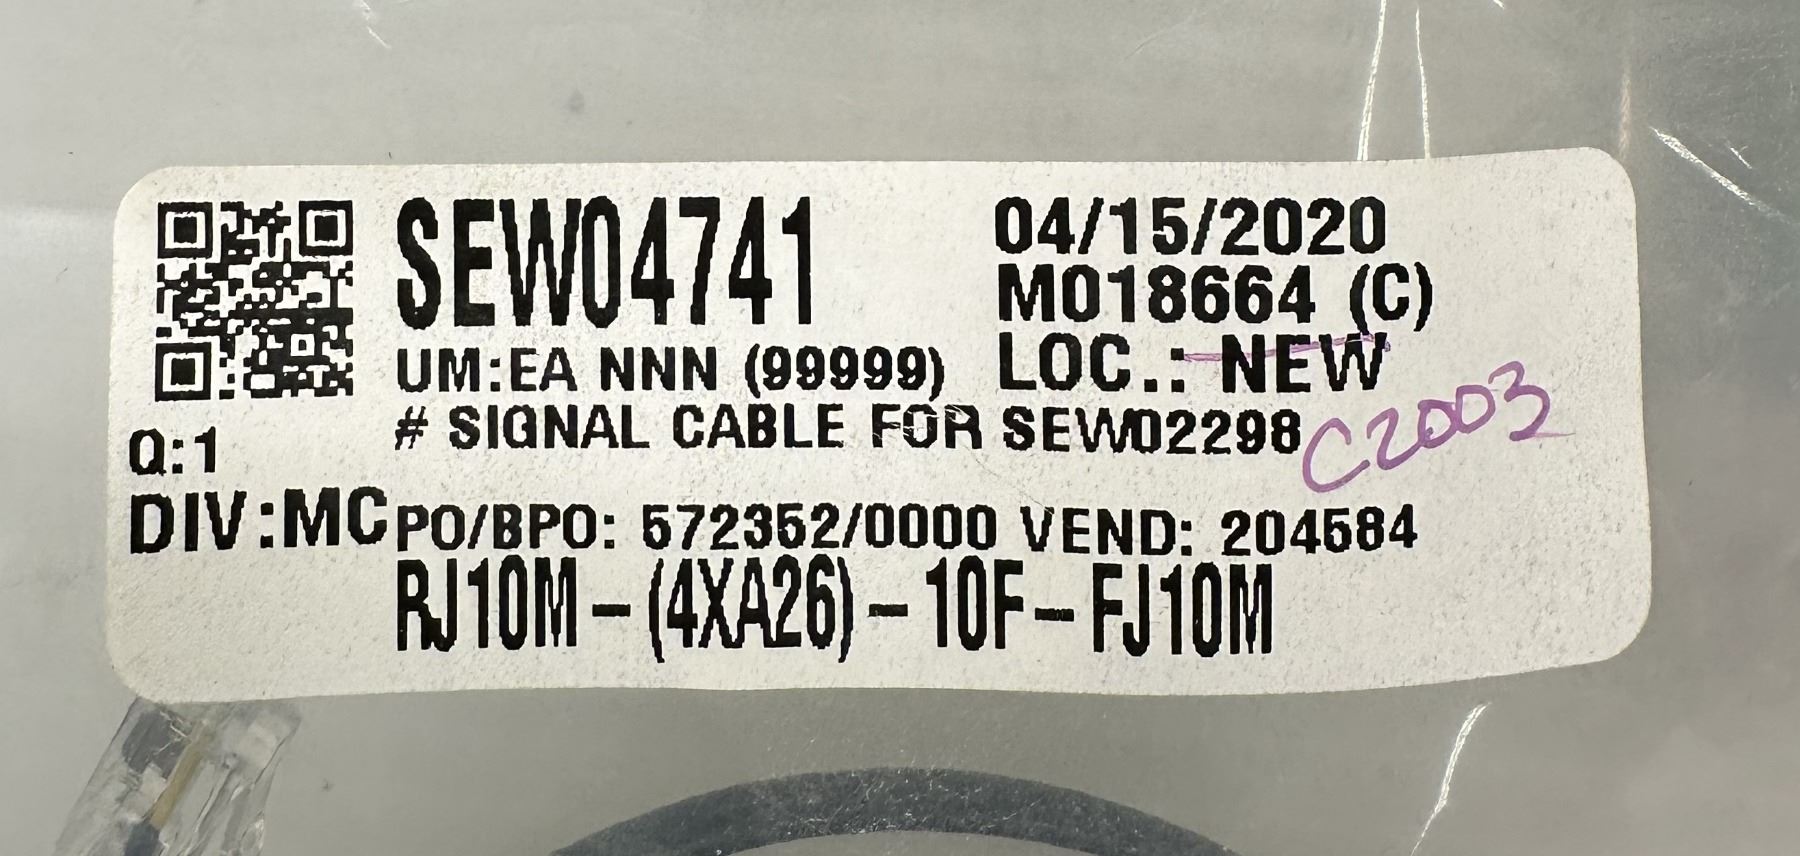 SEW04741
04/15/2020
M018664 (C)
UM:EA NNN (99999)
LOC.: NEW
# SIGNAL CABLE FOR SEW02298
C2003
Q:1
DIV:MC
PO/BPO: 572352/0000 VEND: 204584
RJ10M-(4XA26)-10F-FJ10M